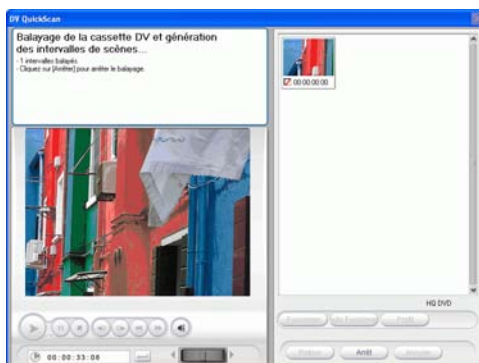 DV QuickScan
Balayage de la cassette DV et génération
des intervalles de scènes...
- 1 intervalles balayés.
- Cliquez sur [Arrêter] pour arrêter le balayage.
00:00:00:00
HQ DVD
Arrêt
00:00:33:06